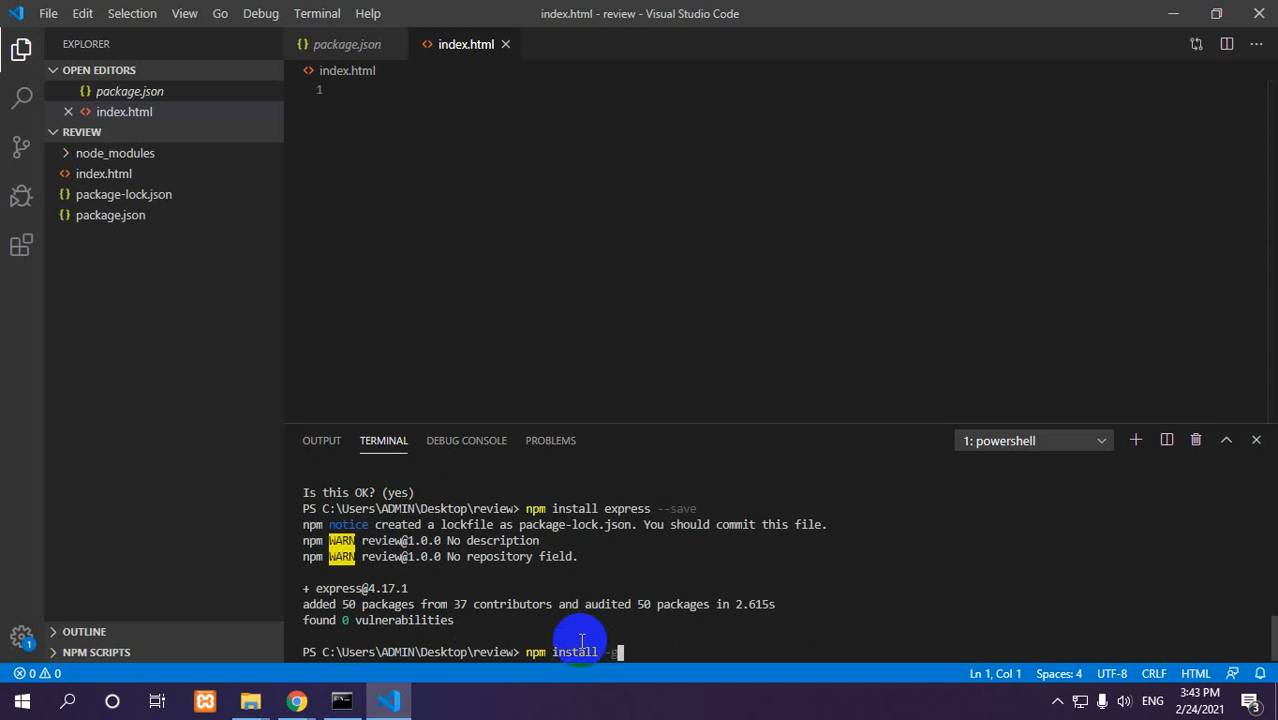 File Edit Selection View Go Debug Terminal Help index.html - review - Visual Studio Code
EXPLORER
{} package.json
<> index.html
OPEN EDITORS
{} package.json
<> index.html
<> index.html
1
REVIEW
node_modules
<> index.html
{} package-lock.json
{} package.json
OUTLINE
NPM SCRIPTS
OUTPUT TERMINAL DEBUG CONSOLE PROBLEMS 1: powershell
Is this OK? (yes)
PS C:\Users\ADMIN\Desktop\review> npm install express --save
npm notice created a lockfile as package-lock.json. You should commit this file.
npm WARN review@1.0.0 No description
npm WARN review@1.0.0 No repository field.
+ express@4.17.1
added 50 packages from 37 contributors and audited 50 packages in 2.615s
found 0 vulnerabilities
PS C:\Users\ADMIN\Desktop\review> npm install -g
1
0 0 Ln 1, Col 1 Spaces: 4 UTF-8 CRLF HTML
ENG 3:43 PM
2/24/2021 3